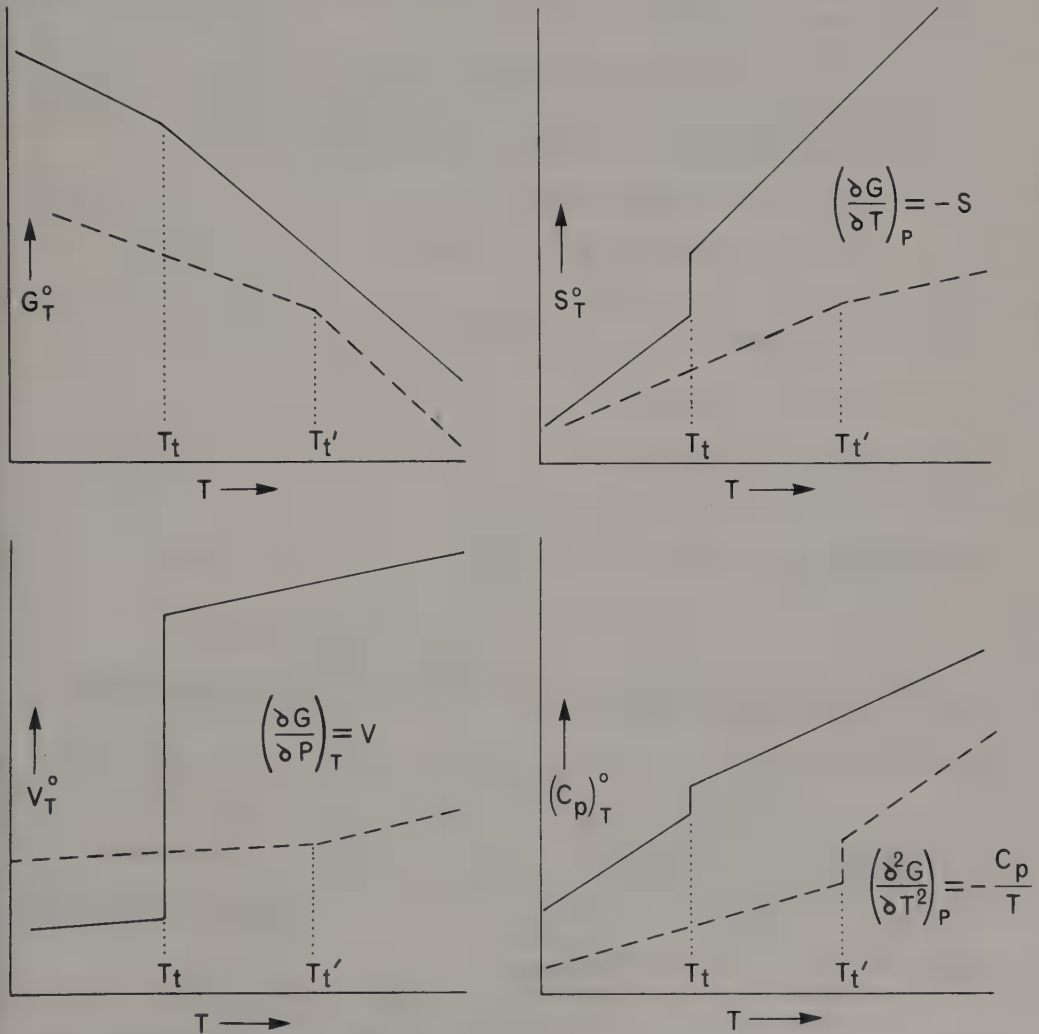 G°T
Tt
Tt′
T →
(∂G/∂T)P = − S
S°T
Tt
Tt′
T →
(∂G/∂P)T = V
V°T
Tt
Tt′
T →
(Cp)°T
(∂²G/∂T²)P = − Cp/T
Tt
Tt′
T →